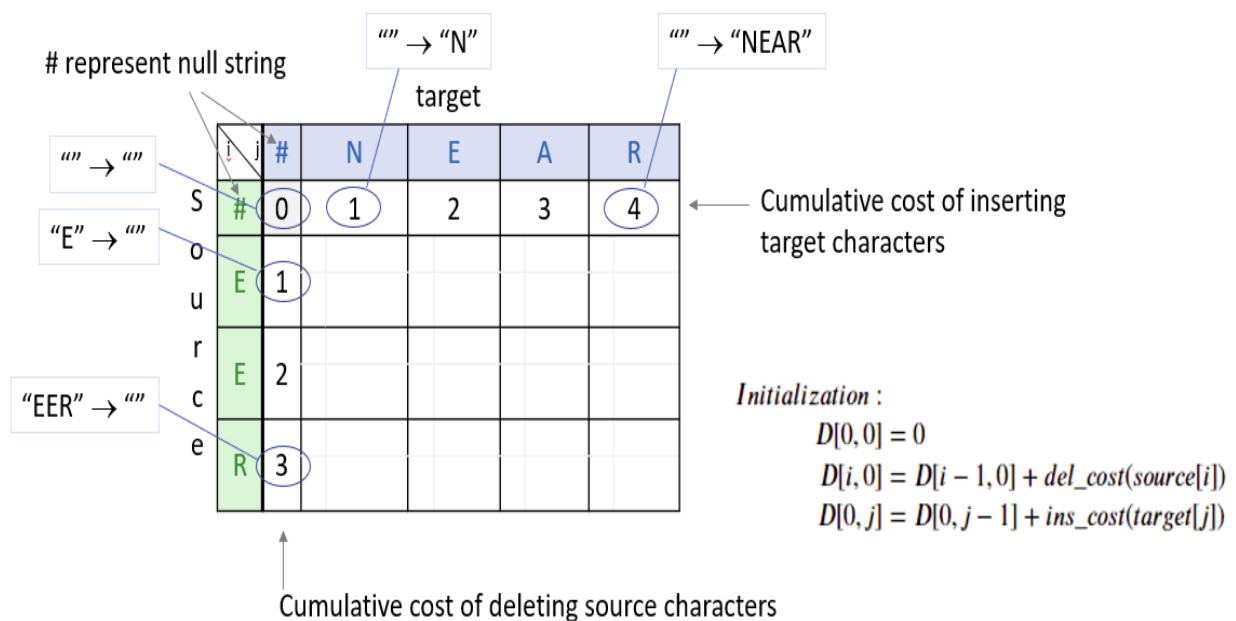 “” → “N”
“” → “NEAR”
# represent null string
target
i j # N E A R
“” → “”
S o u r c e
# 0 1 2 3 4
Cumulative cost of inserting
target characters
“E” → “”
E 1
E 2
“EER” → “”
R 3
Initialization :
D[0,0] = 0
D[i,0] = D[i − 1,0] + del_cost(source[i])
D[0,j] = D[0,j − 1] + ins_cost(target[j])
Cumulative cost of deleting source characters